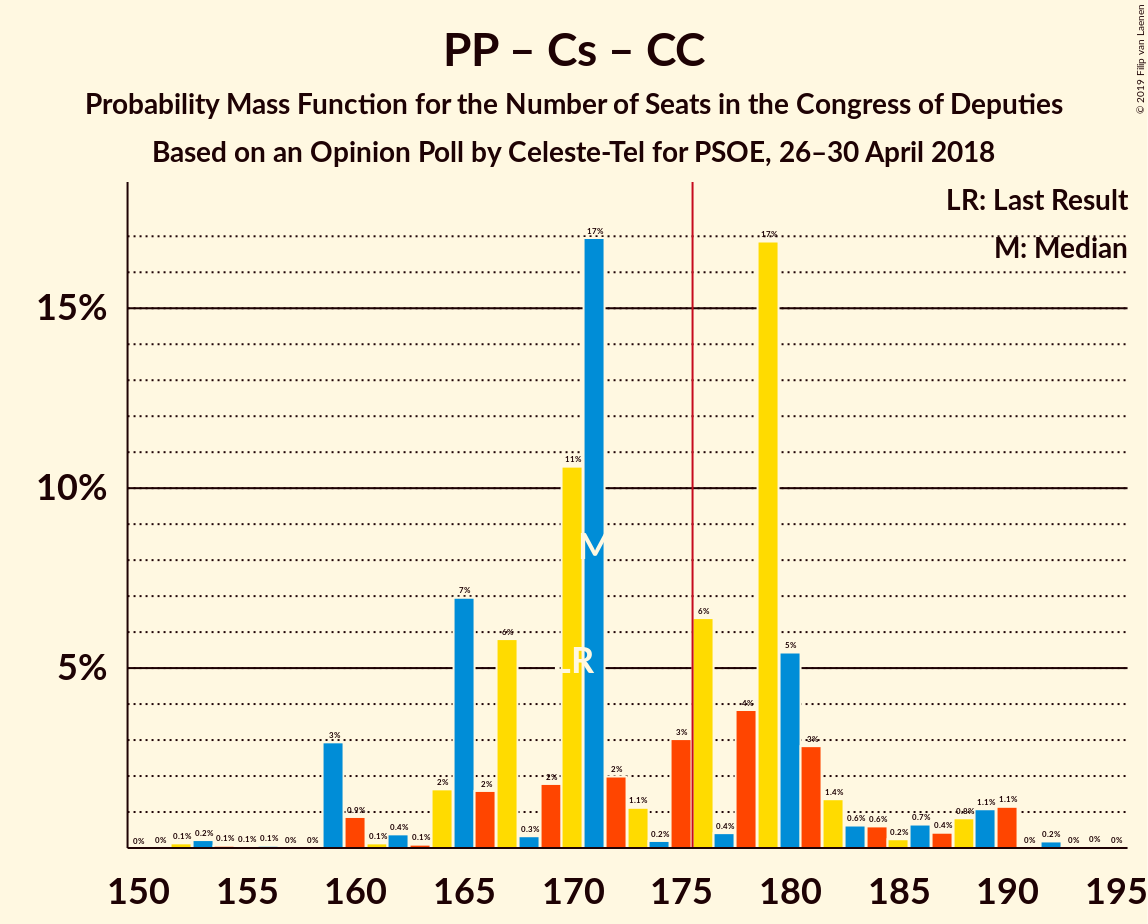 PP – Cs – CC
Probability Mass Function for the Number of Seats in the Congress of Deputies
Based on an Opinion Poll by Celeste-Tel for PSOE, 26–30 April 2018
© 2019 Filip van Laenen
LR: Last Result
M: Median
15%
10%
5%
0% 0% 0.1% 0.2% 0.1% 0.1% 0.1% 0% 0% 3% 0.9% 0.1% 0.4% 0.1% 2% 7% 2% 6% 0.3% 2% 11% 17% 2% 1.1% 0.2% 3% 6% 0.4% 4% 17% 5% 3% 1.4% 0.6% 0.6% 0.2% 0.7% 0.4% 0.8% 1.1% 1.1% 0% 0.2% 0% 0% 0%
M
LR
150 155 160 165 170 175 180 185 190 195